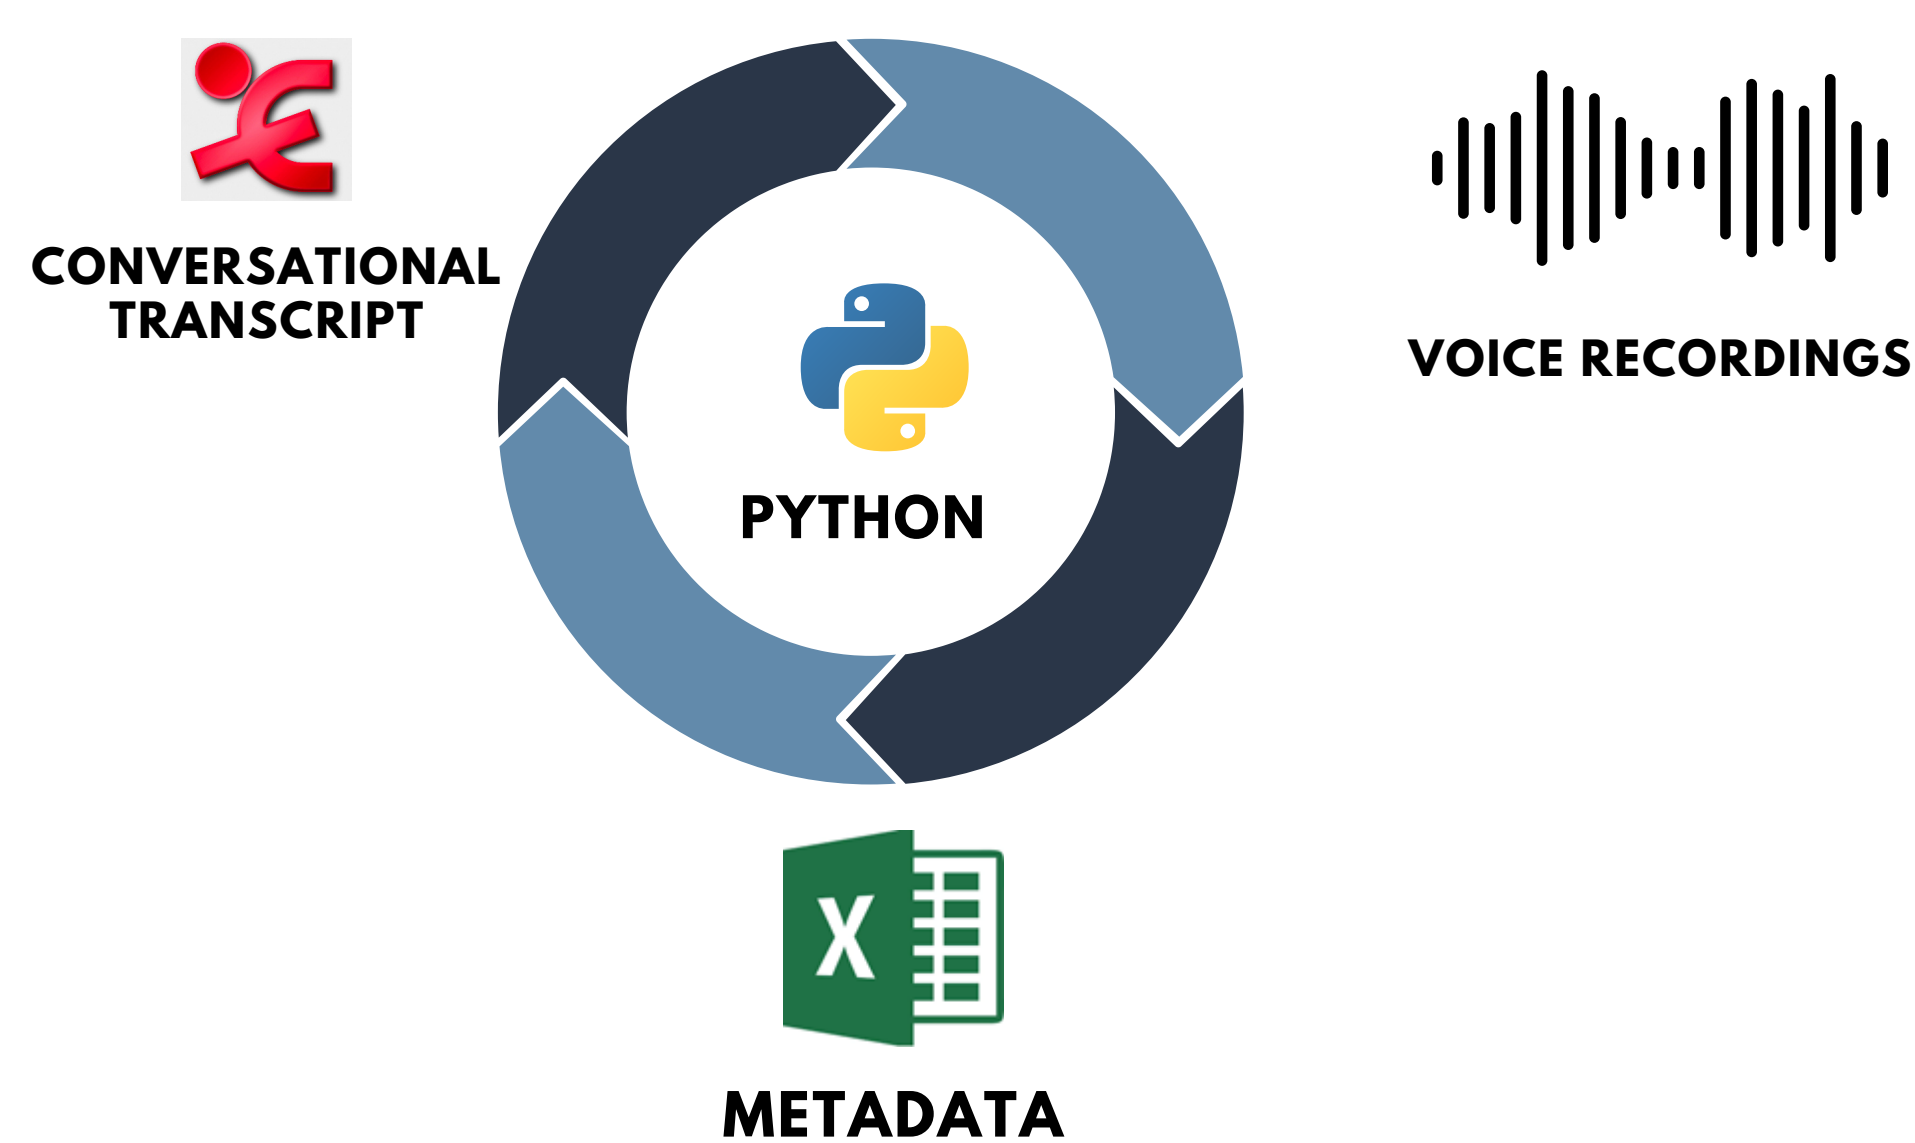 CONVERSATIONAL
TRANSCRIPT
VOICE RECORDINGS
PYTHON
X
METADATA